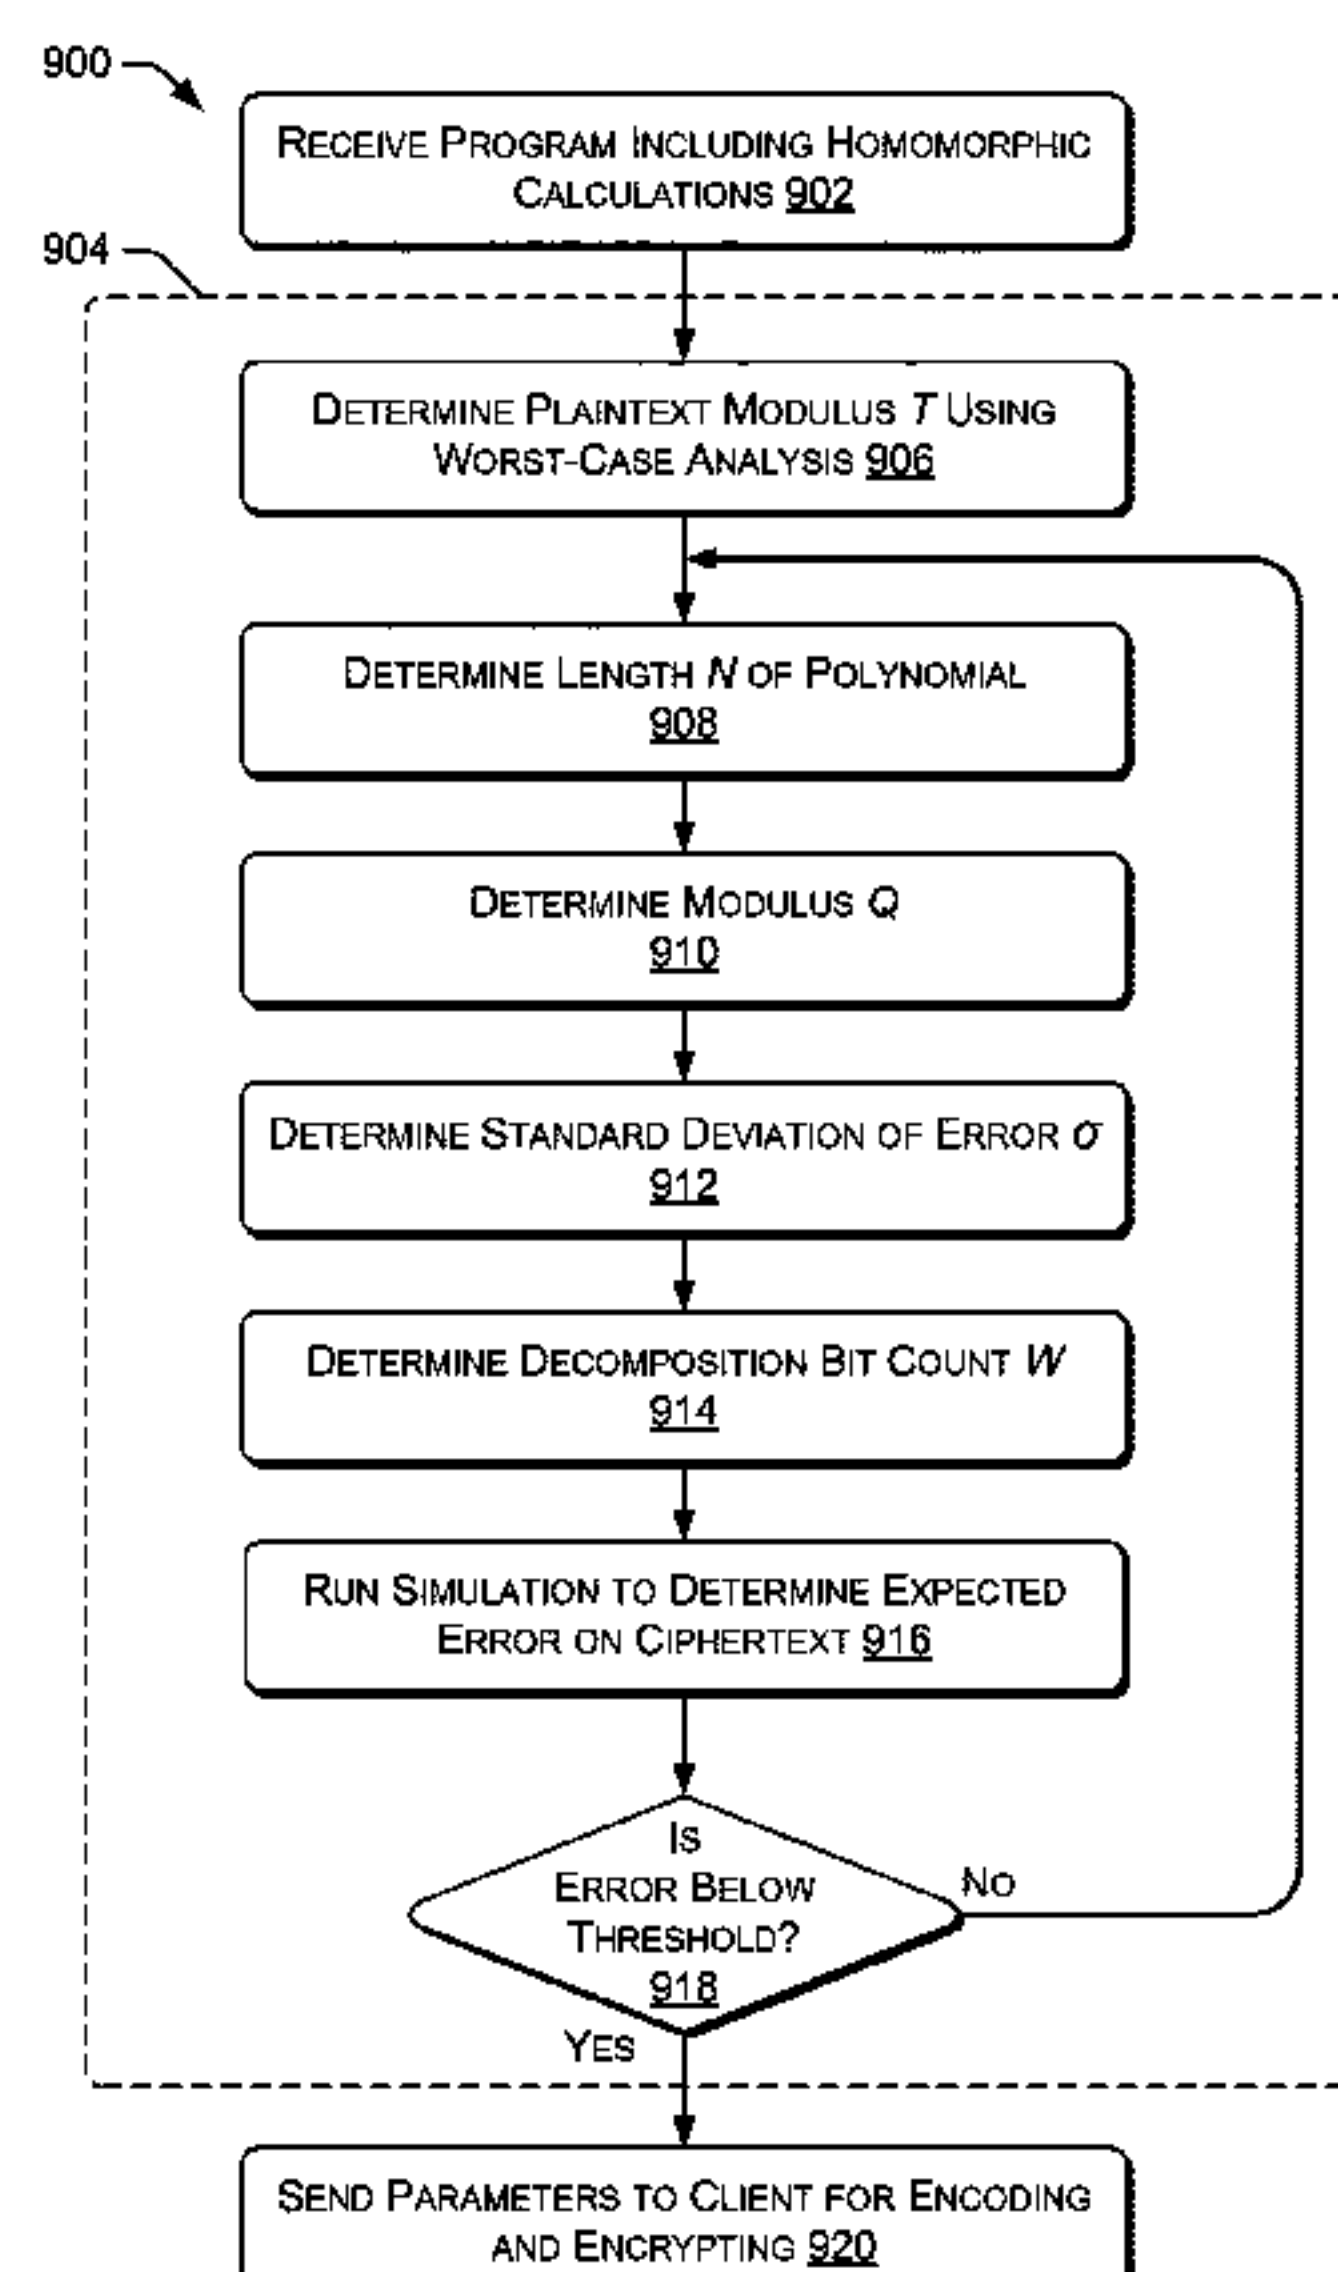 900
RECEIVE PROGRAM INCLUDING HOMOMORPHIC
CALCULATIONS 902
904
DETERMINE PLAINTEXT MODULUS T USING
WORST-CASE ANALYSIS 906
DETERMINE LENGTH N OF POLYNOMIAL
908
DETERMINE MODULUS Q
910
DETERMINE STANDARD DEVIATION OF ERROR σ
912
DETERMINE DECOMPOSITION BIT COUNT W
914
RUN SIMULATION TO DETERMINE EXPECTED
ERROR ON CIPHERTEXT 916
IS
ERROR BELOW
THRESHOLD?
918
NO
YES
SEND PARAMETERS TO CLIENT FOR ENCODING
AND ENCRYPTING 920